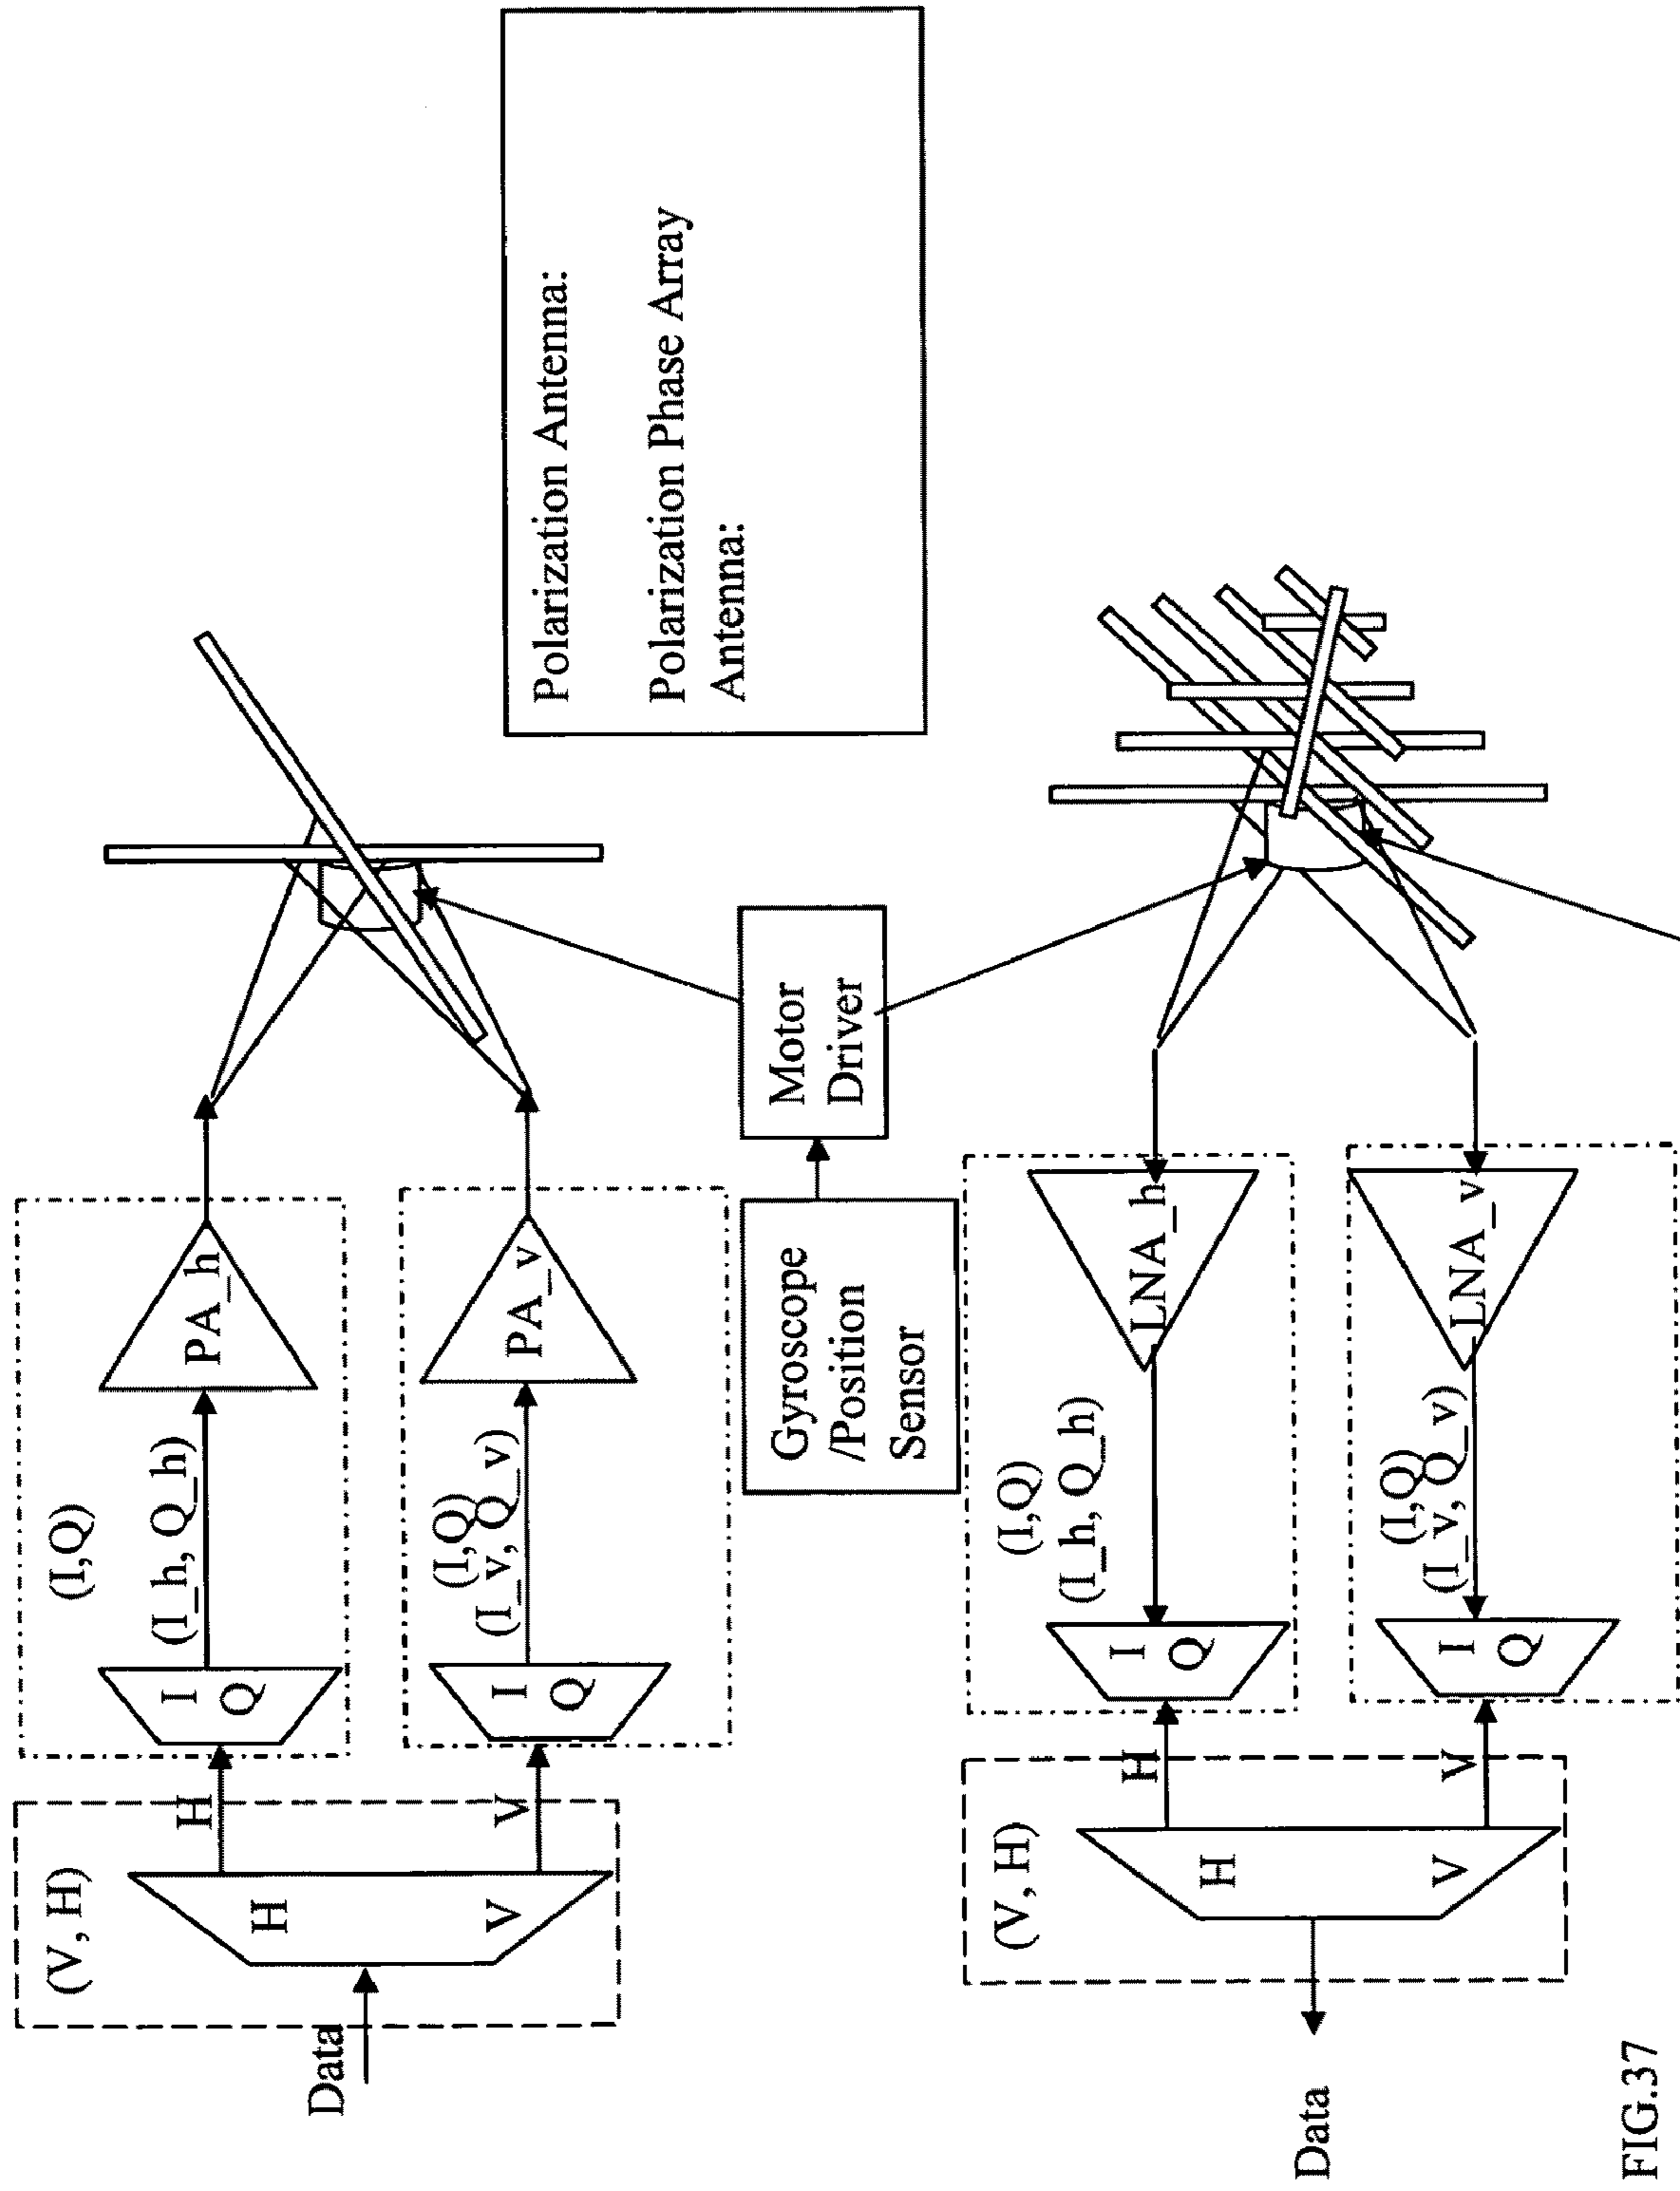 (V, H)
(I,Q)
Data
H
V
H
V
I
Q
(I_h, Q_h)
PA_h
I
Q
(I,Q)
(I_v, Q_v)
PA_v
Polarization Antenna:
Polarization Phase Array
Antenna:
Gyroscope
/Position
Sensor
Motor
Driver
(V, H)
(I,Q)
(I_h, Q_h)
Data
H
V
H
V
I
Q
LNA_h
I
Q
(I,Q)
(I_v, Q_v)
LNA_v
FIG.37